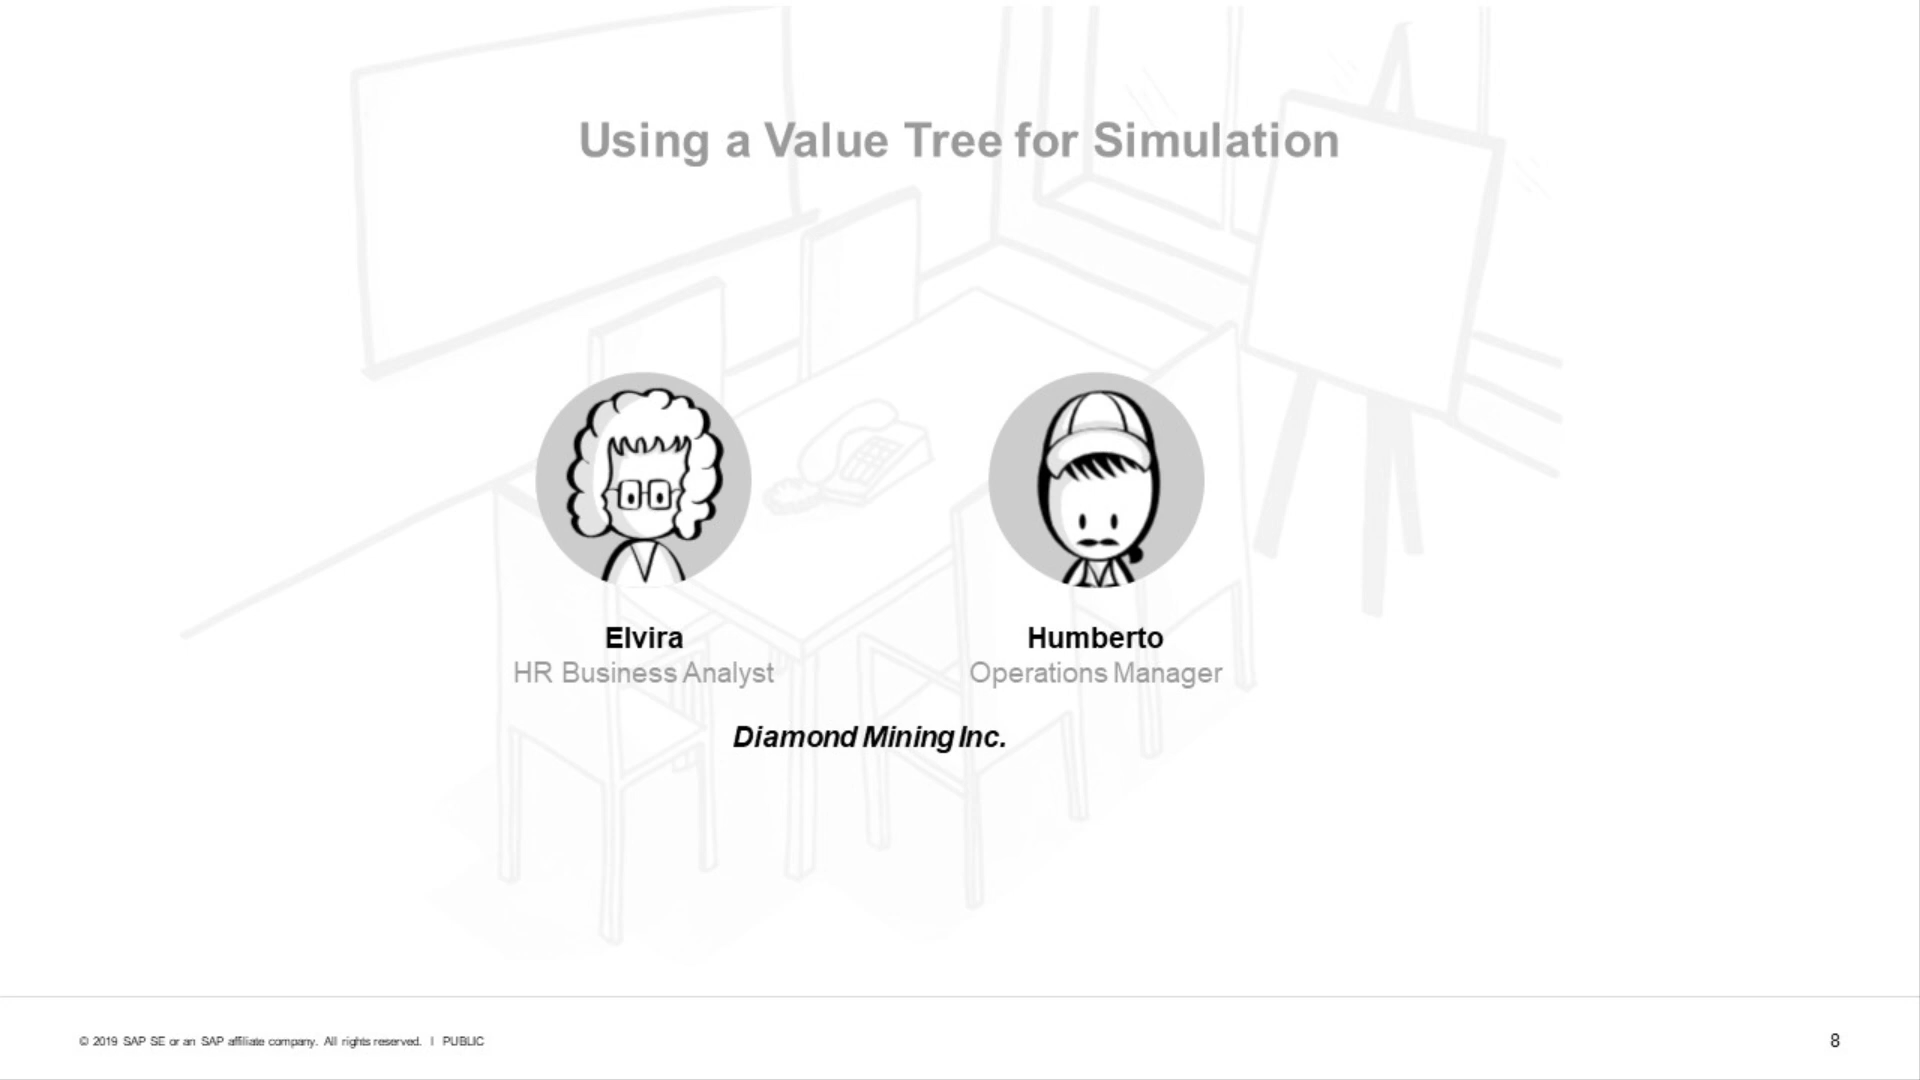 Using a Value Tree for Simulation
Elvira
HR Business Analyst
Humberto
Operations Manager
Diamond Mining Inc.
© 2019 SAP SE or an SAP affiliate company. All rights reserved. | PUBLIC
8